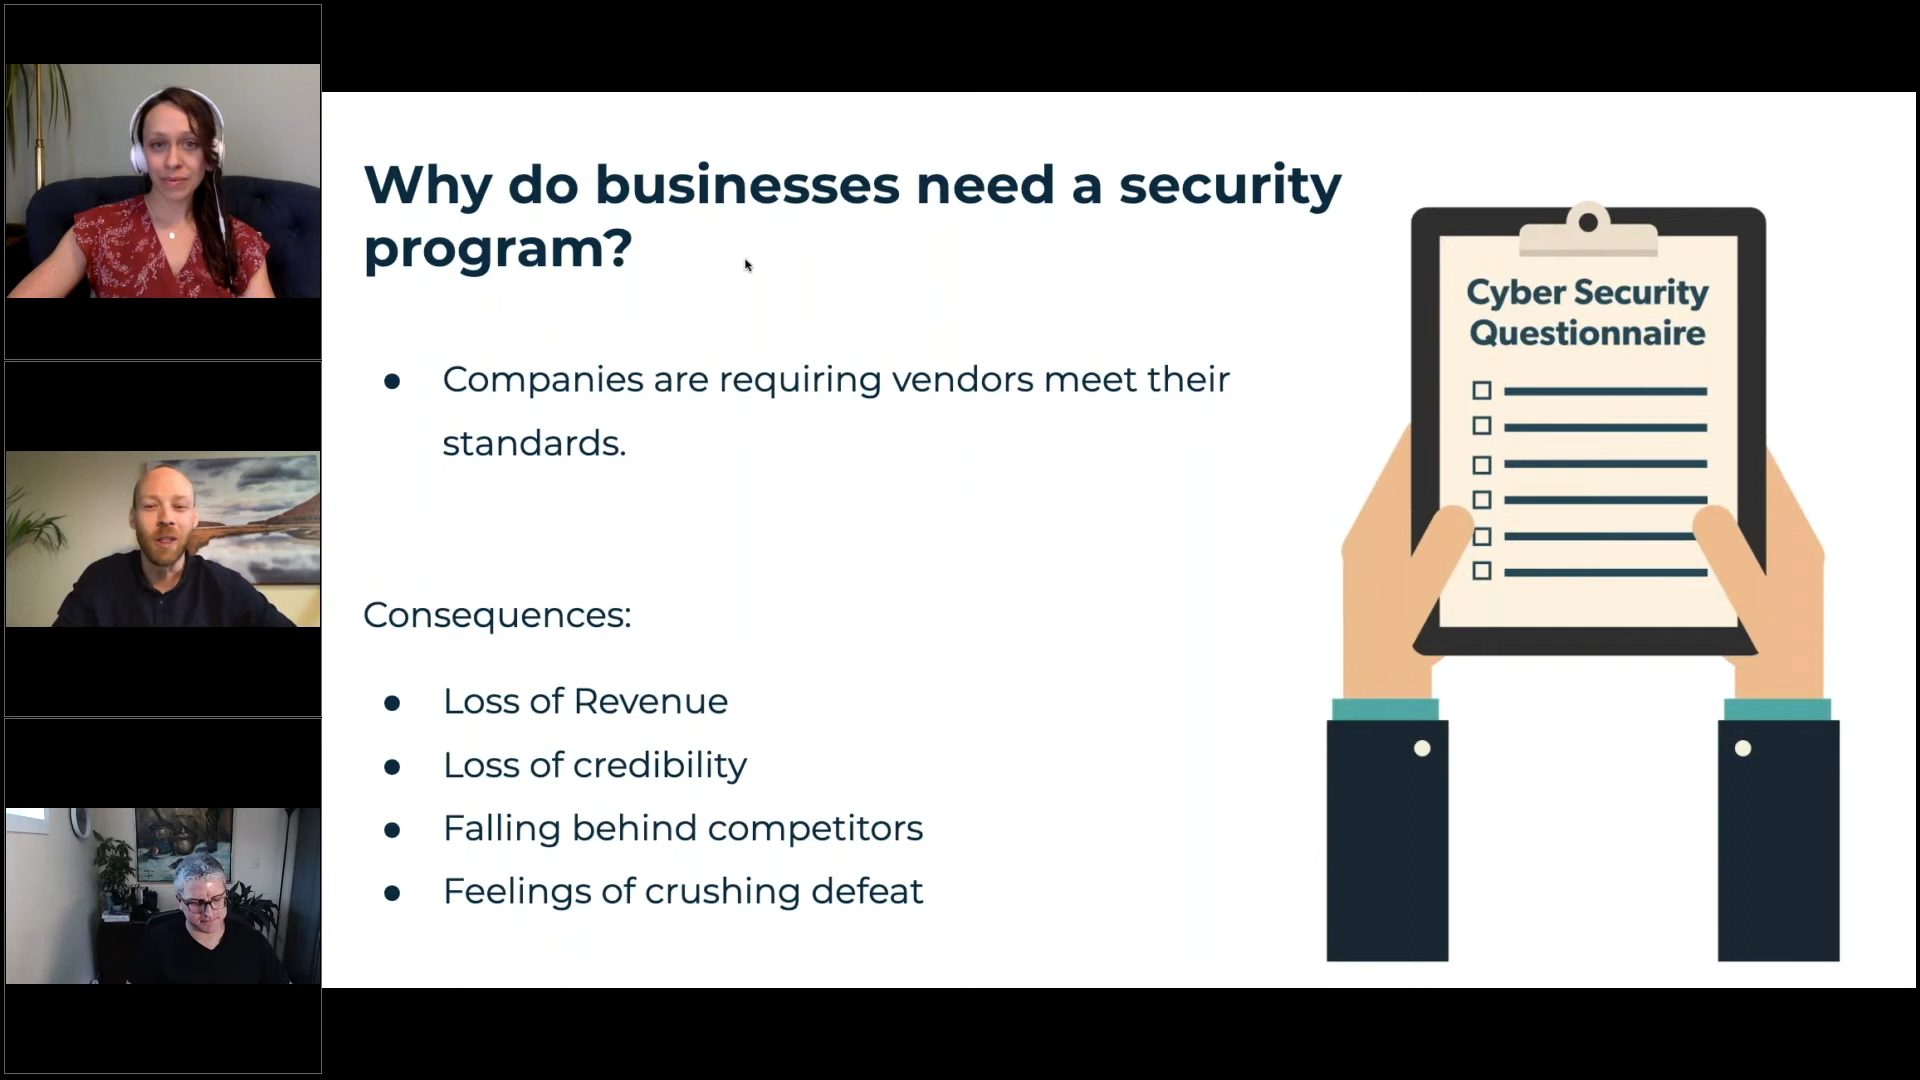 Why do businesses need a security
program?
● Companies are requiring vendors meet their
standards.
Consequences:
● Loss of Revenue
● Loss of credibility
● Falling behind competitors
● Feelings of crushing defeat
Cyber Security
Questionnaire